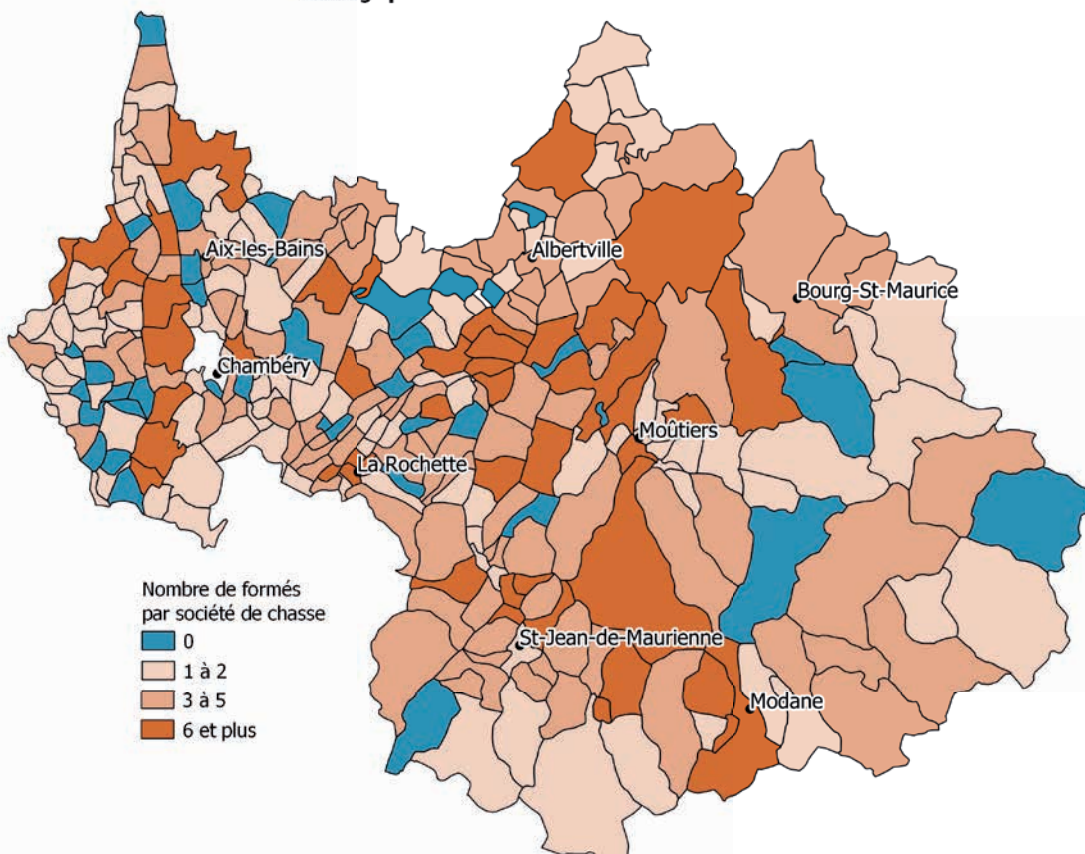 Aix-les-Bains
Albertville
Bourg-St-Maurice
Chambéry
Moûtiers
La Rochette
Nombre de formés
par société de chasse
0
1 à 2
3 à 5
6 et plus
St-Jean-de-Maurienne
Modane